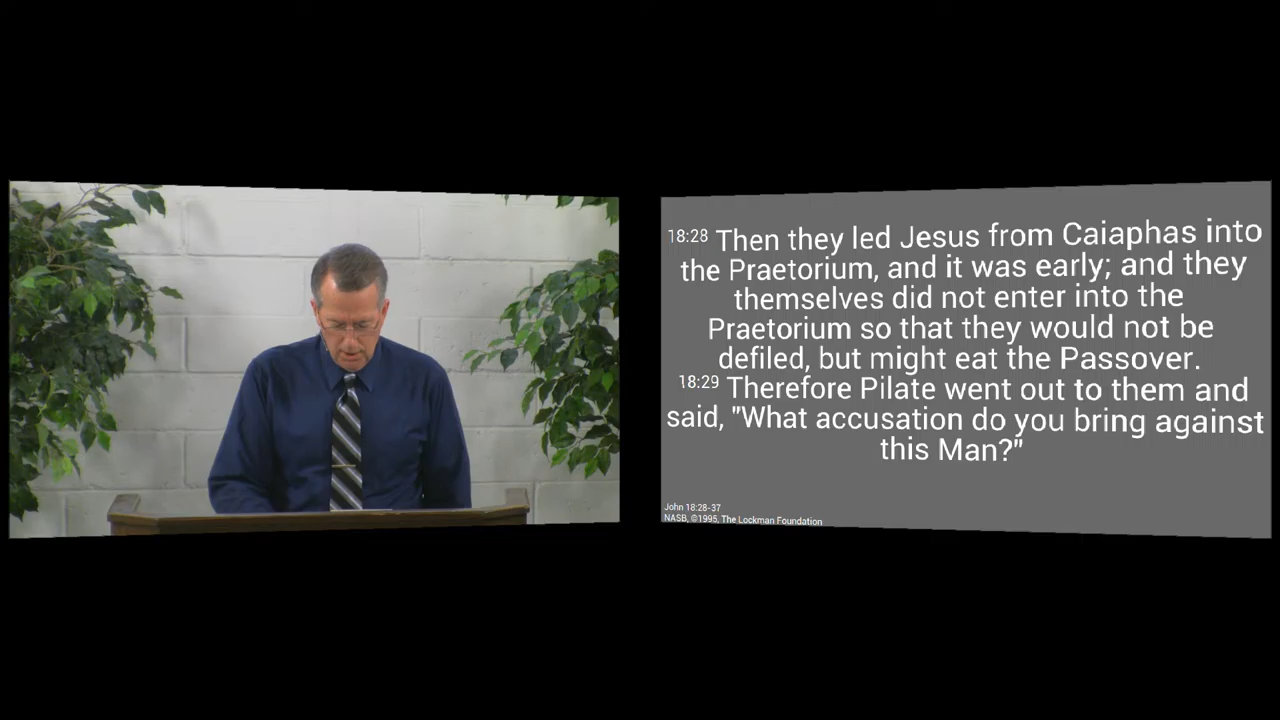 18:28 Then they led Jesus from Caiaphas into
the Praetorium, and it was early; and they
themselves did not enter into the
Praetorium so that they would not be
defiled, but might eat the Passover.
18:29 Therefore Pilate went out to them and
said, "What accusation do you bring against
this Man?"
John 18:28-37
NASB, ©1995, The Lockman Foundation